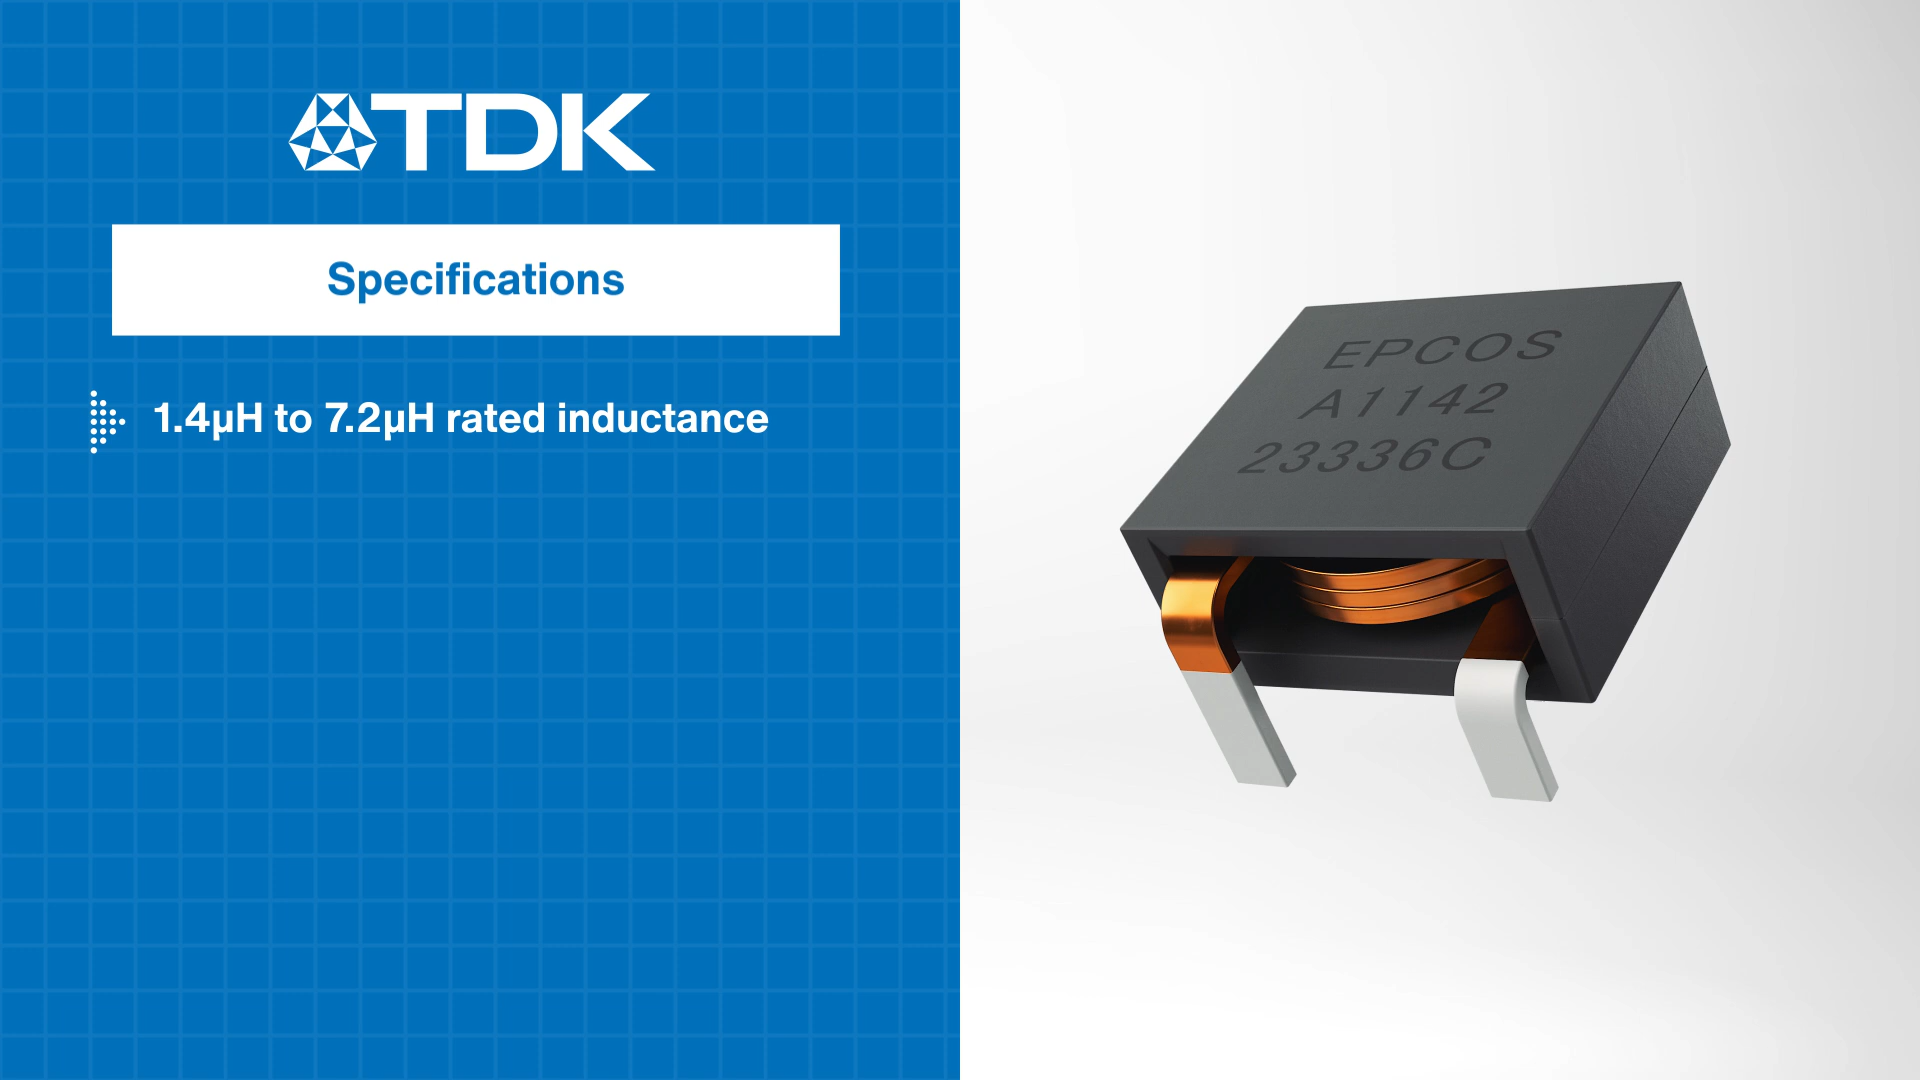 TDK
Specifications
1.4µH to 7.2µH rated inductance
EPCOS
A1142
23336C